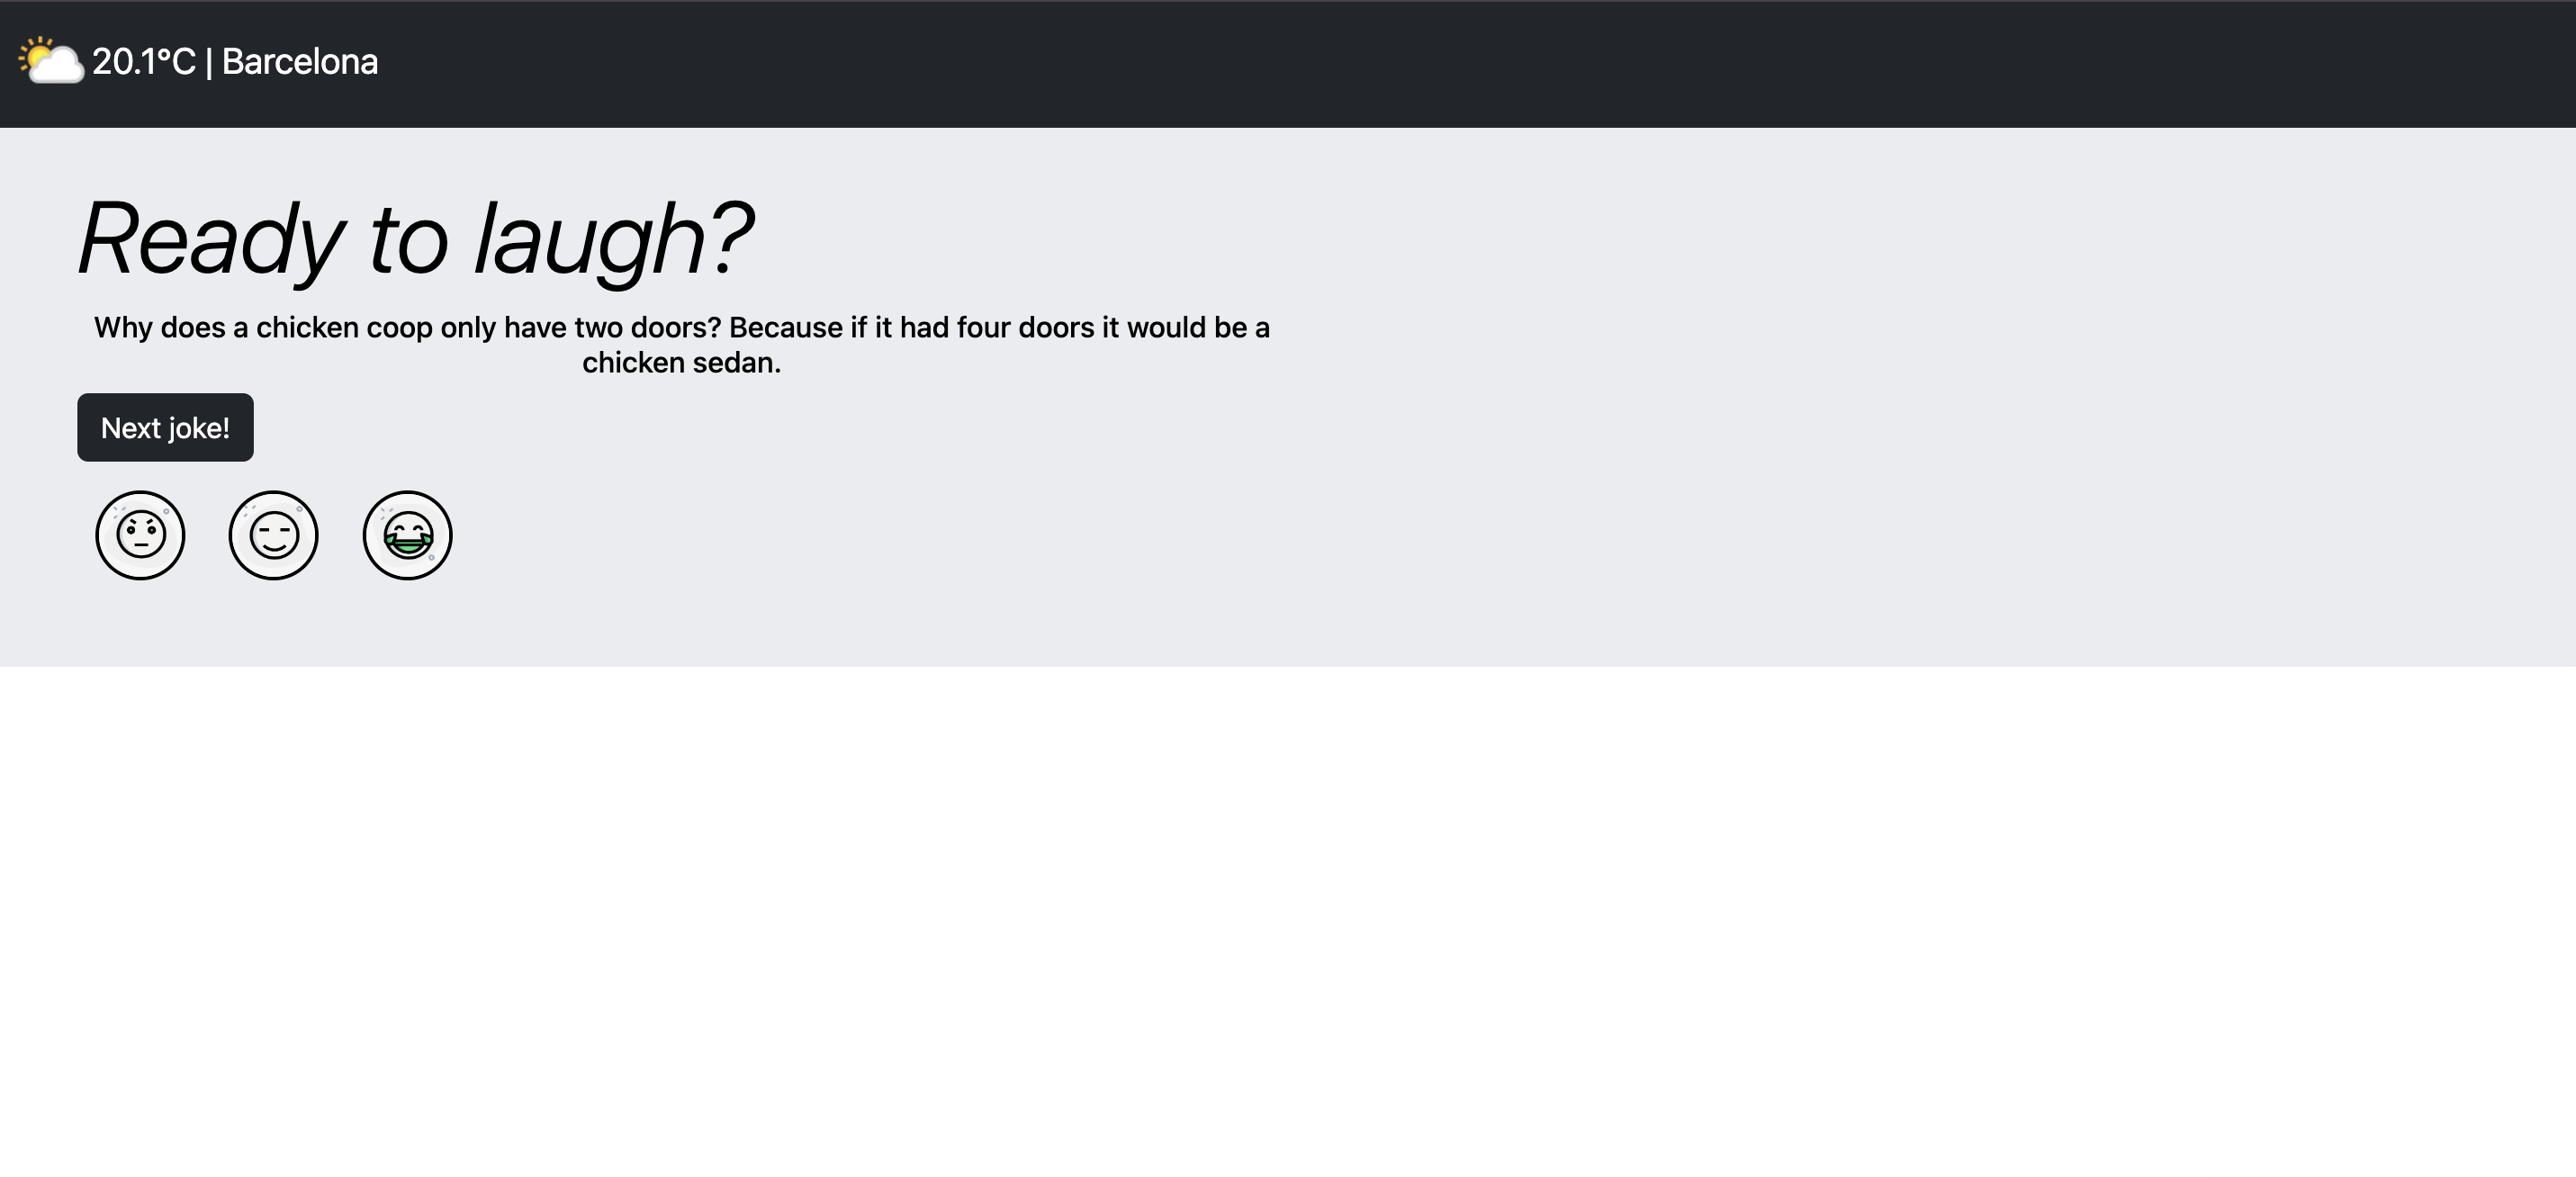 20.1°C | Barcelona
Ready to laugh?
Why does a chicken coop only have two doors? Because if it had four doors it would be a
chicken sedan.
Next joke!